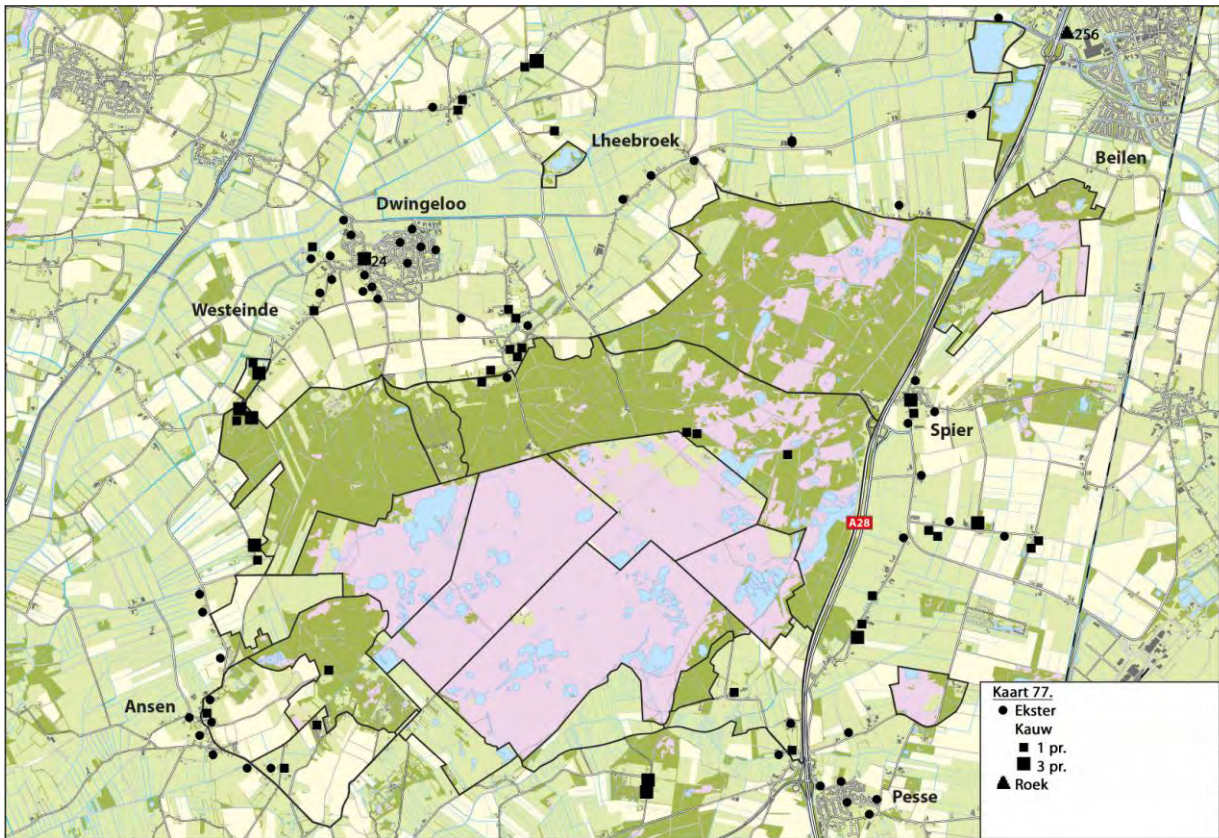 256
Beilen
Lheebroek
Dwingeloo
24
Westeinde
Spier
A28
Ansen
Pesse
Kaart 77.
Ekster
Kauw
1 pr.
3 pr.
Roek